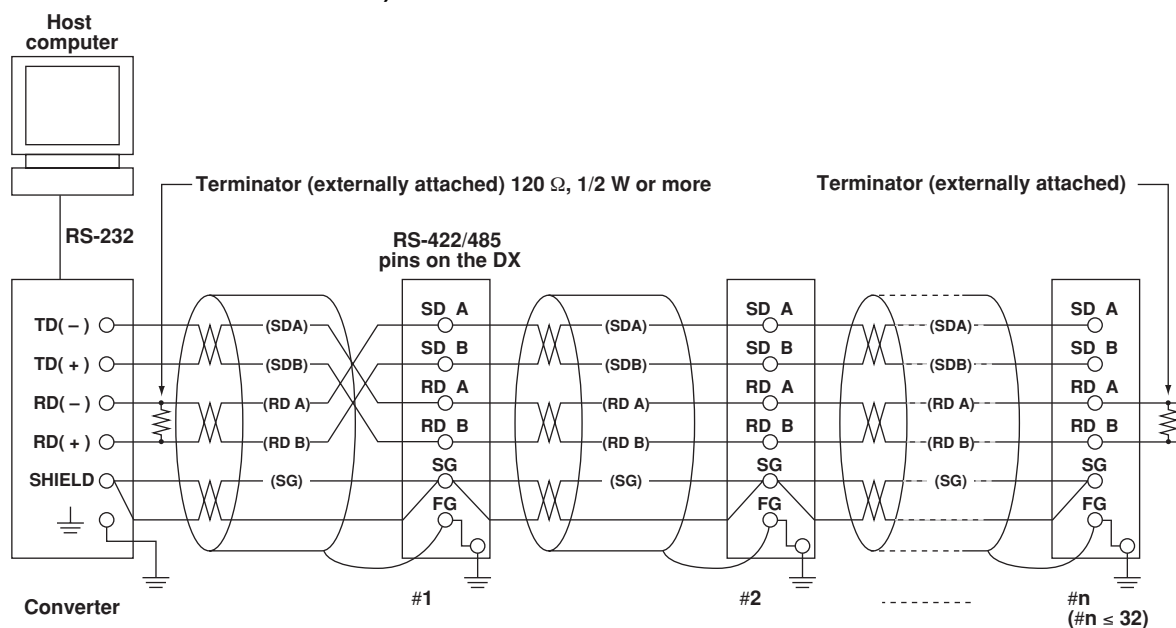 Host
computer
Terminator (externally attached) 120 Ω, 1/2 W or more
Terminator (externally attached)
RS-232
RS-422/485
pins on the DX
TD( – )
TD( + )
RD( – )
RD( + )
SHIELD
(SDA)
(SDB)
(RD A)
(RD B)
(SG)
SD A
SD B
RD A
RD B
SG
FG
(SDA)
(SDB)
(RD A)
(RD B)
(SG)
SD A
SD B
RD A
RD B
SG
FG
(SDA)
(SDB)
(RD A)
(RD B)
(SG)
SD A
SD B
RD A
RD B
SG
FG
Converter
#1
#2
#n
(#n ≤ 32)